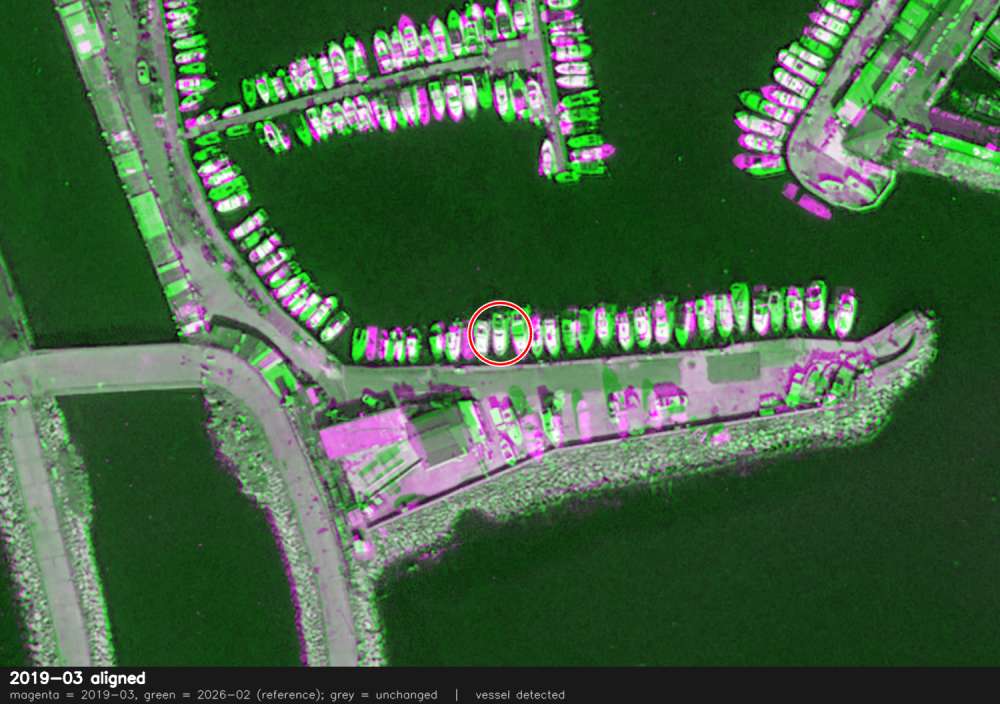 2019-03 aligned
magenta = 2019-03, green = 2026-02 (reference); grey = unchanged | vessel detected